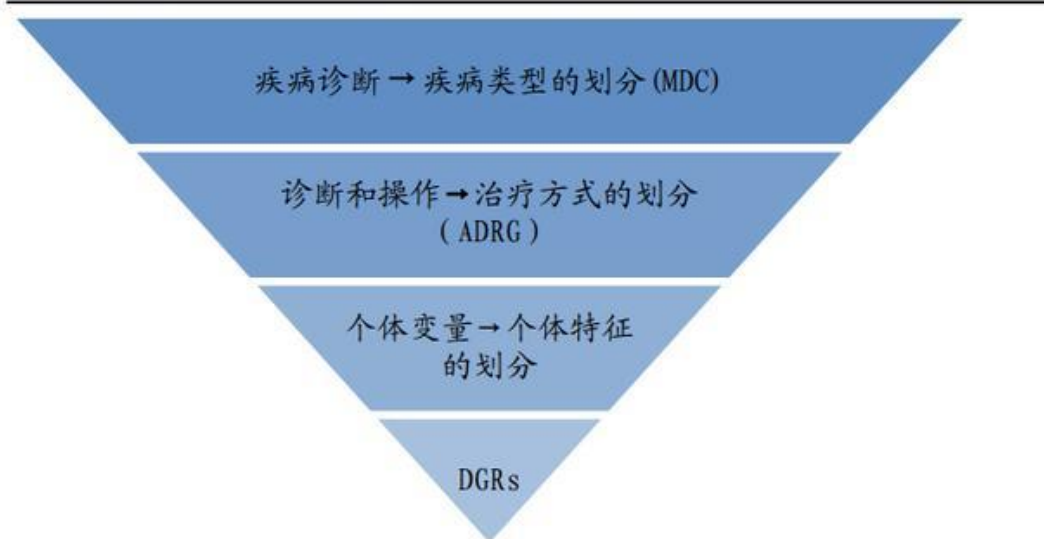 疾病诊断→疾病类型的划分(MDC)
诊断和操作→治疗方式的划分
(ADRG)
个体变量→个体特征
的划分
DGRs